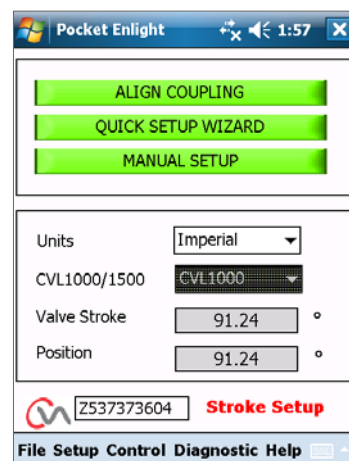 Pocket Enlight 1:57
ALIGN COUPLING
QUICK SETUP WIZARD
MANUAL SETUP
Units Imperial
CVL1000/1500 CVL1000
Valve Stroke 91.24 °
Position 91.24 °
Z537373604 Stroke Setup
File Setup Control Diagnostic Help